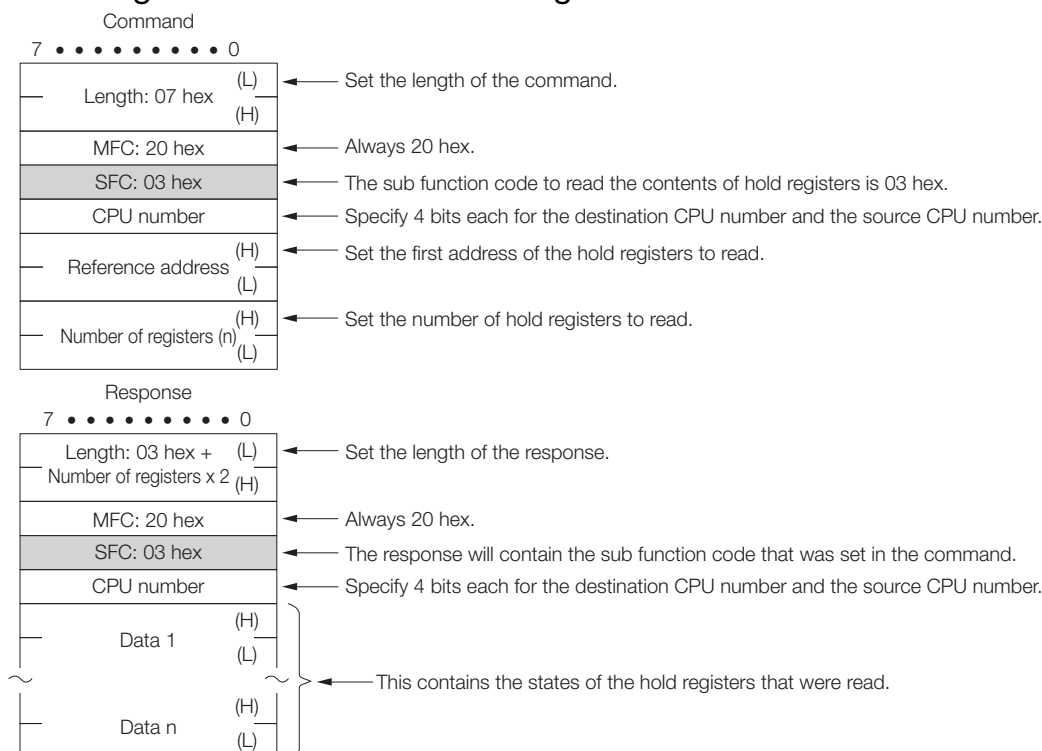 Command
7 • • • • • • • • • 0
Length: 07 hex (L) (H) Set the length of the command.
MFC: 20 hex Always 20 hex.
SFC: 03 hex The sub function code to read the contents of hold registers is 03 hex.
CPU number Specify 4 bits each for the destination CPU number and the source CPU number.
Reference address (H) (L) Set the first address of the hold registers to read.
Number of registers (n) (H) (L) Set the number of hold registers to read.
Response
7 • • • • • • • • • 0
Length: 03 hex + (L) Set the length of the response.
Number of registers x 2 (H)
MFC: 20 hex Always 20 hex.
SFC: 03 hex The response will contain the sub function code that was set in the command.
CPU number Specify 4 bits each for the destination CPU number and the source CPU number.
Data 1 (H) (L)
This contains the states of the hold registers that were read.
Data n (H) (L)